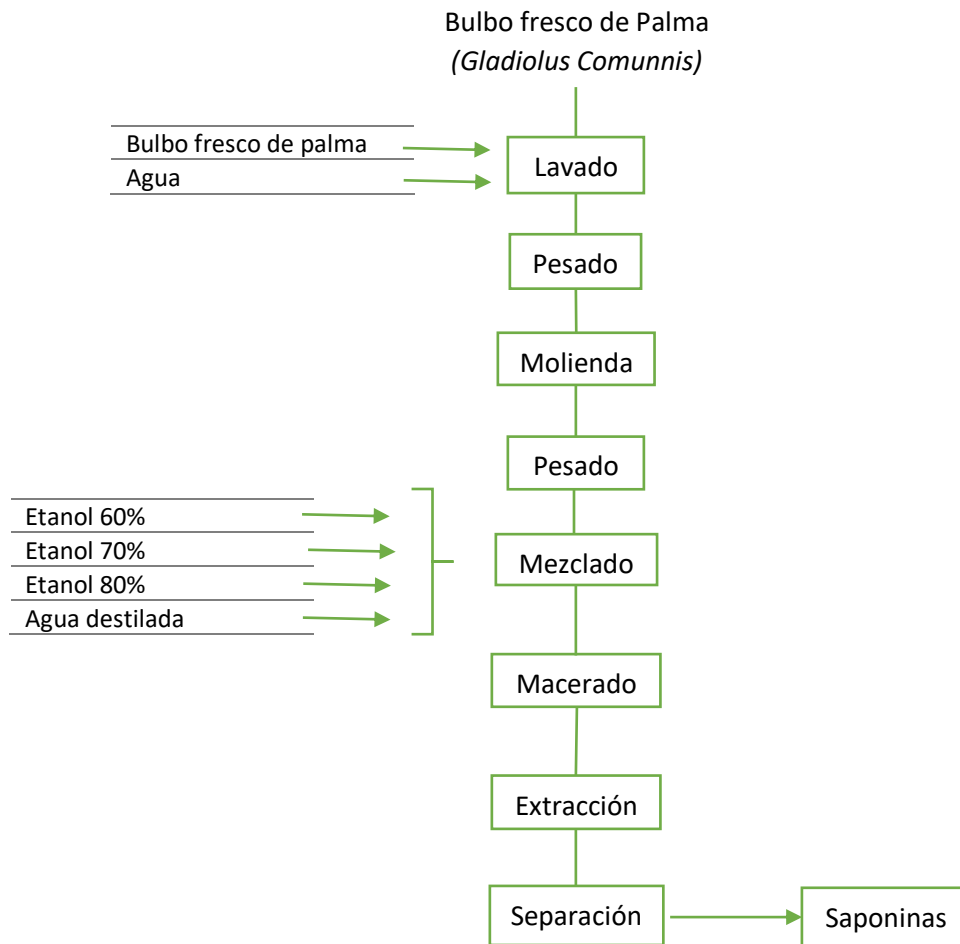 Bulbo fresco de Palma
(Gladiolus Comunnis)
Bulbo fresco de palma
Agua
Lavado
Pesado
Molienda
Pesado
Etanol 60%
Etanol 70%
Etanol 80%
Agua destilada
Mezclado
Macerado
Extracción
Separación
Saponinas